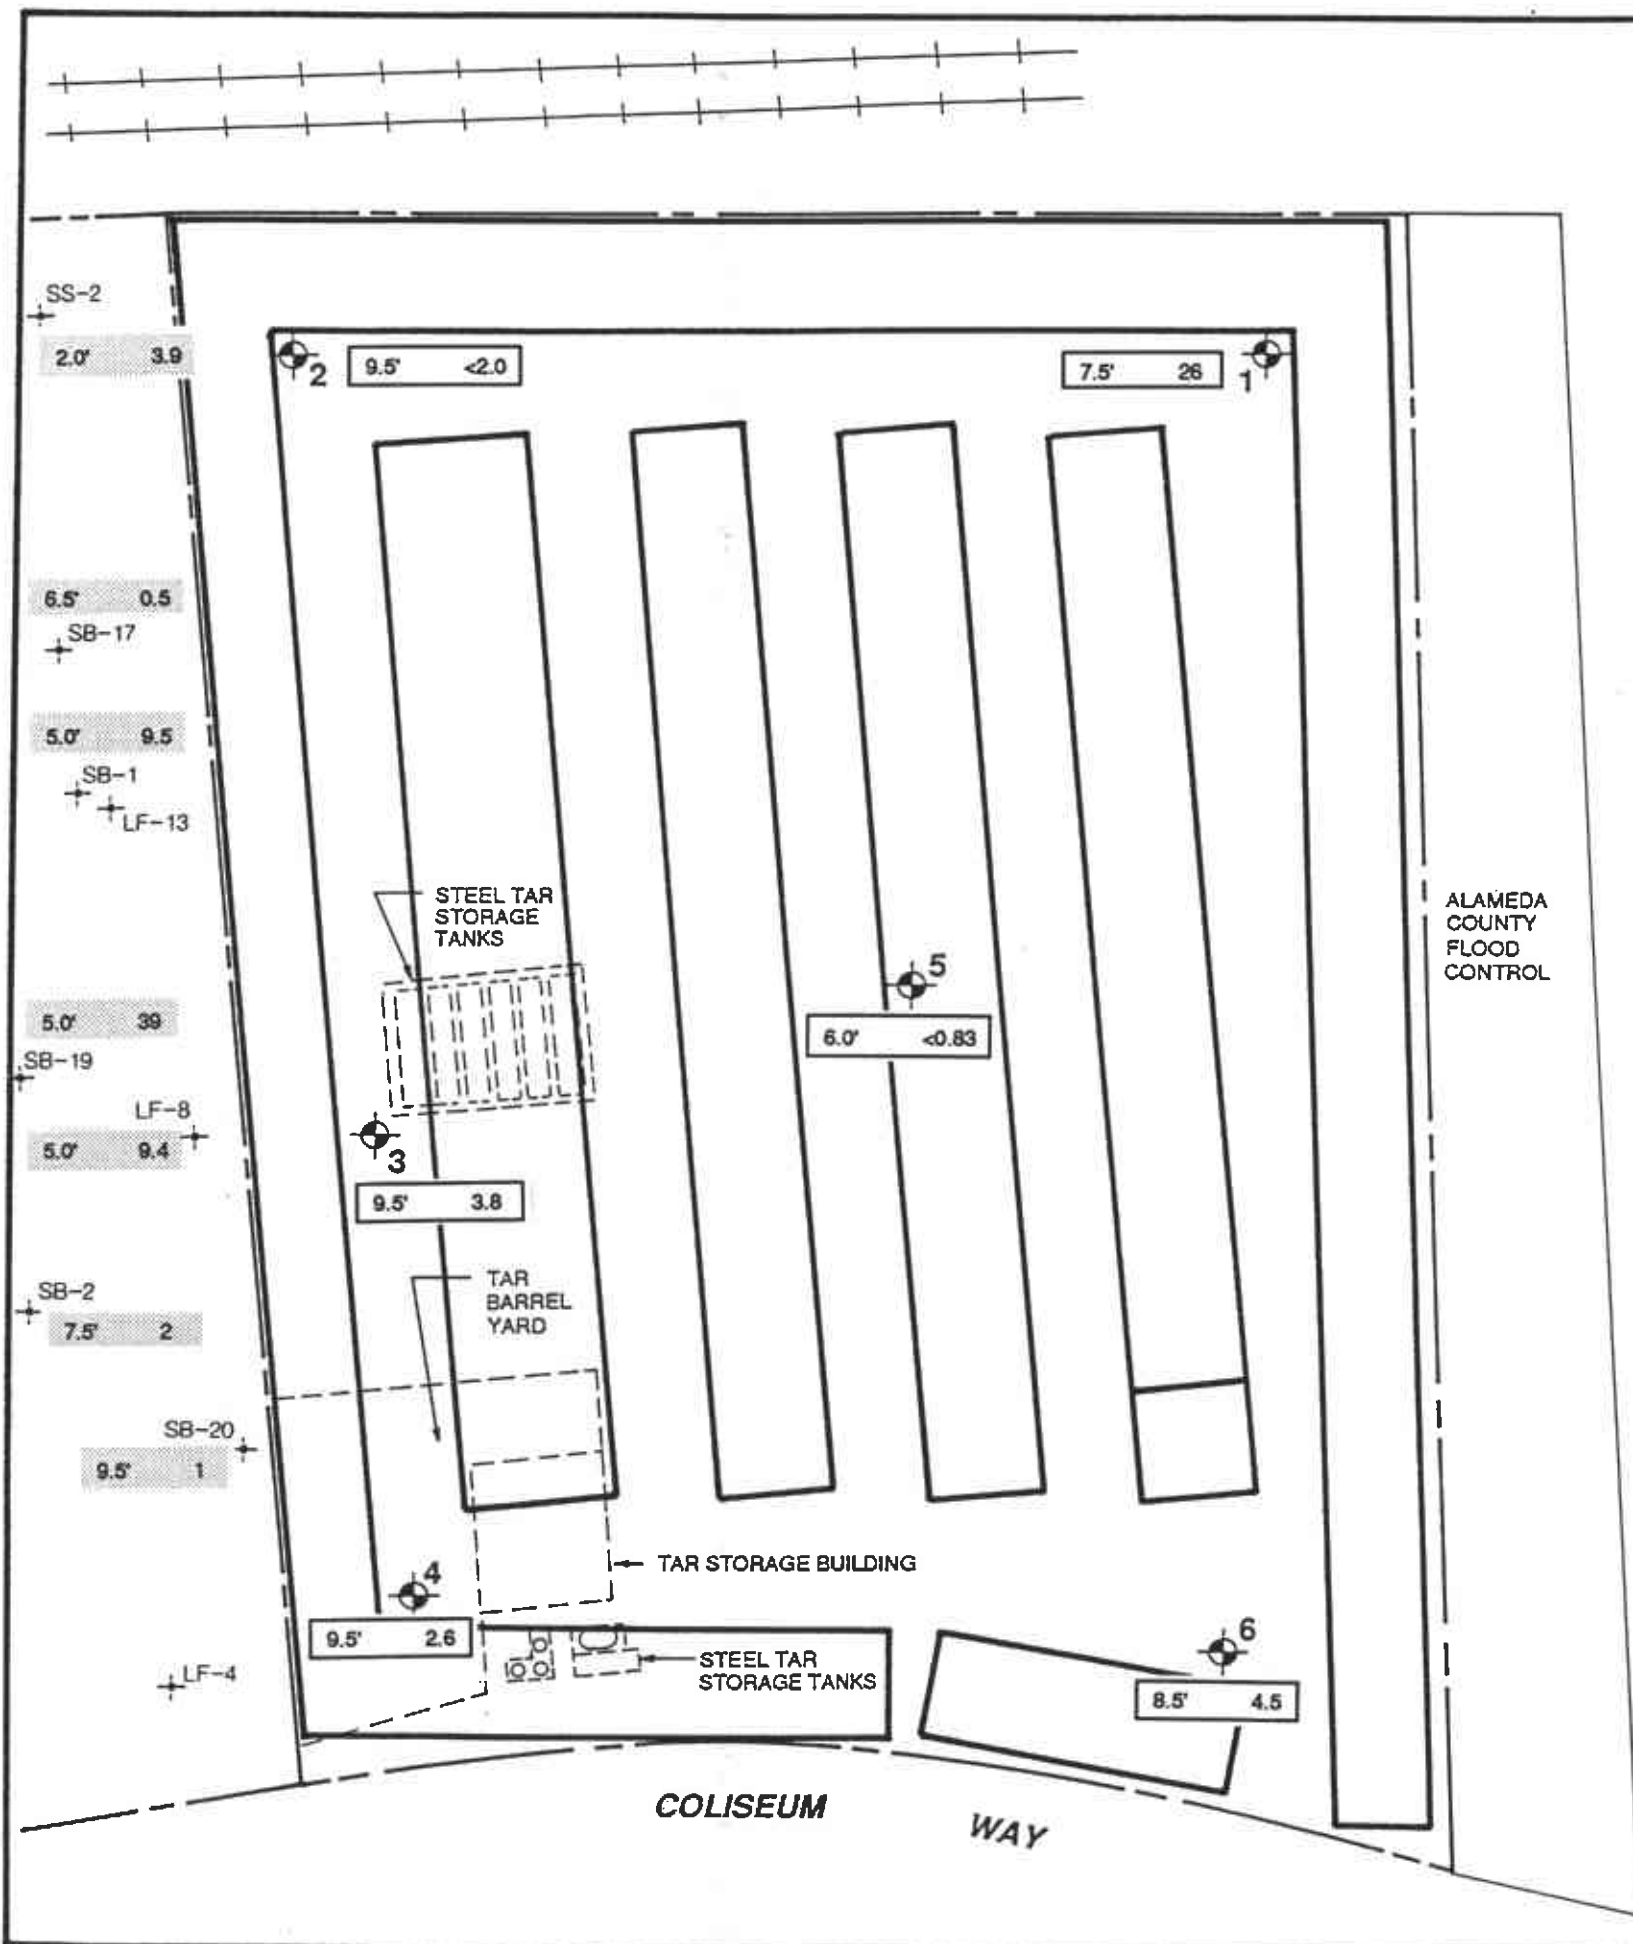 SS-2
2.0' 3.9
2
9.5' <2.0
7.5' 26
1
6.5' 0.5
SB-17
5.0' 9.5
SB-1
LF-13
STEEL TAR
STORAGE
TANKS
ALAMEDA
COUNTY
FLOOD
CONTROL
5
6.0' <0.83
5.0' 39
SB-19
LF-8
5.0' 9.4
3
9.5' 3.8
TAR
BARREL
YARD
SB-2
7.5' 2
SB-20
9.5' 1
TAR STORAGE BUILDING
4
9.5' 2.6
6
STEEL TAR
STORAGE TANKS
LF-4
8.5' 4.5
COLISEUM WAY